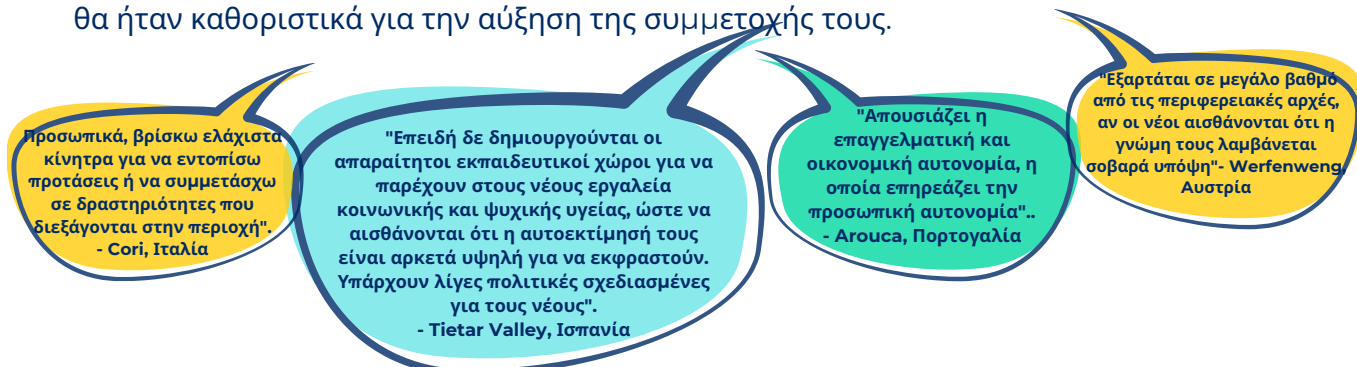 θα ήταν καθοριστικά για την αύξηση της συμμετοχής τους.
Προσωπικά, βρίσκω ελάχιστα
κίνητρα για να εντοπίσω
προτάσεις ή να συμμετάσχω
σε δραστηριότητες που
διεξάγονται στην περιοχή".
- Cori, Ιταλία
"Επειδή δε δημιουργούνται οι
απαραίτητοι εκπαιδευτικοί χώροι για να
παρέχουν στους νέους εργαλεία
κοινωνικής και ψυχικής υγείας, ώστε να
αισθάνονται ότι η αυτοεκτίμησή τους
είναι αρκετά υψηλή για να εκφραστούν.
Υπάρχουν λίγες πολιτικές σχεδιασμένες
για τους νέους".
- Tietar Valley, Ισπανία
"Απουσιάζει η
επαγγελματική και
οικονομική αυτονομία, η
οποία επηρεάζει την
προσωπική αυτονομία"..
- Arouca, Πορτογαλία
"Εξαρτάται σε μεγάλο βαθμό
από τις περιφερειακές αρχές,
αν οι νέοι αισθάνονται ότι η
γνώμη τους λαμβάνεται
σοβαρά υπόψη"- Werfenweng,
Αυστρία